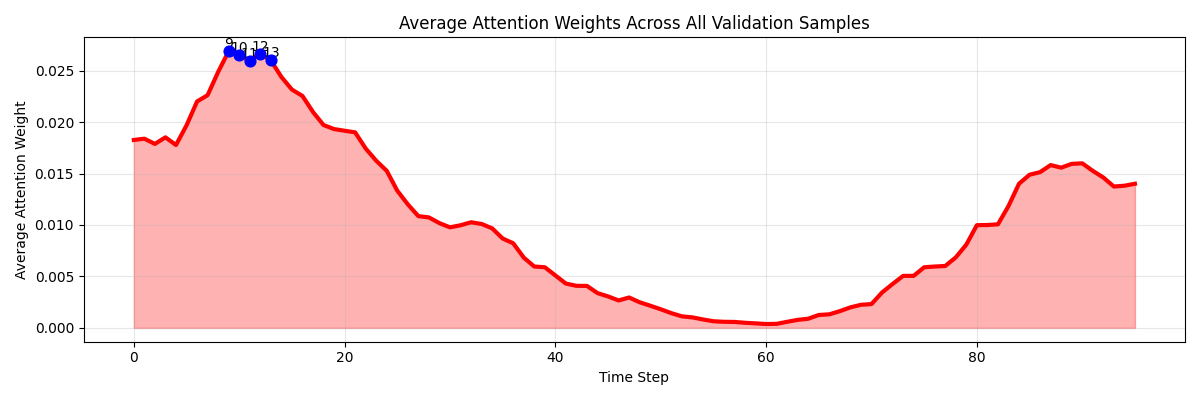 Average Attention Weights Across All Validation Samples
9 10 11 12 13
0.025
0.020
0.015
0.010
0.005
0.000
Average Attention Weight
0 20 40 60 80
Time Step